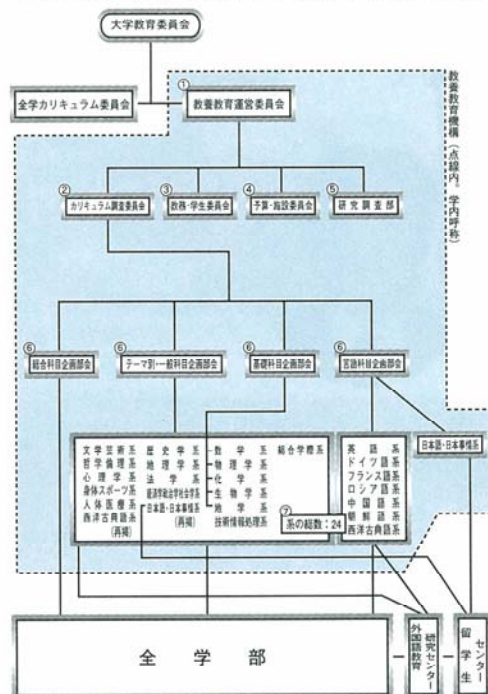 大学教育委員会
全学カリキュラム委員会
①
教養教育運営委員会
教養教育機構(点線内。学内呼称)
②
カリキュラム調査委員会
③
教務・学生委員会
④
予算・施設委員会
⑤
研究調査部
⑥
総合科目企画部会
⑥
テーマ別・一般科目企画部会
⑥
基礎科目企画部会
⑥
言語科目企画部会
日本語・日本事情系
文学芸術系
哲学倫理系
心理学系
身体スポーツ系
人体医療系
西洋古典語系
(再掲)
歴史学系
地理学系
法学系
経済学政治学社会学系
日本語・日本事情系
(再掲)
数学系
物理学系
化学系
生物学系
地学系
技術情報処理系
総合学際系
⑦
系の総数:24
英語系
ドイツ語系
フランス語系
ロシア語系
中国語系
朝鮮語系
西洋古典語系
全学部
外国語教育
研究センター
留学生
センター